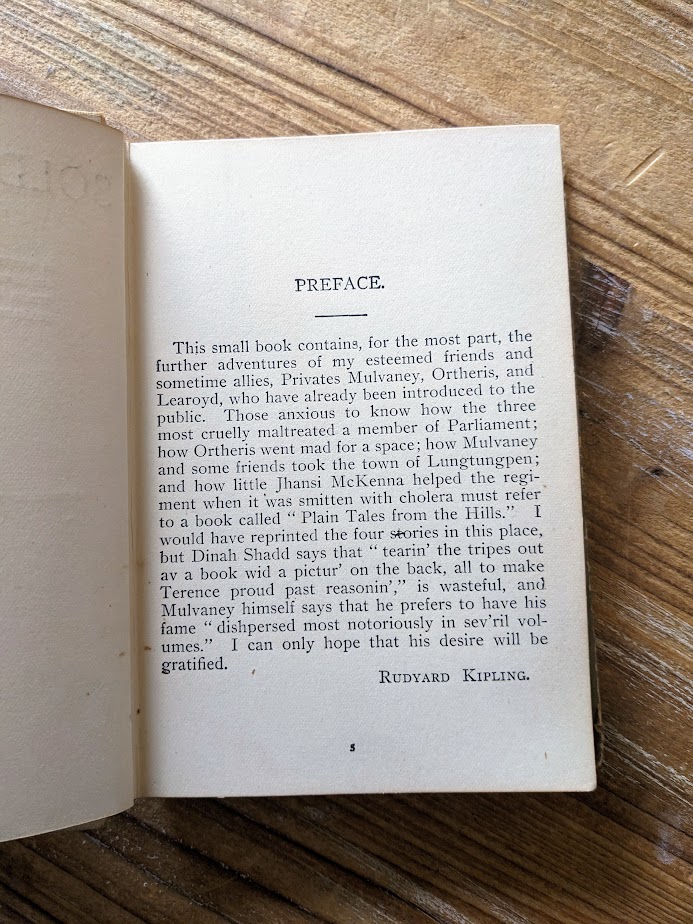 PREFACE.
This small book contains, for the most part, the
further adventures of my esteemed friends and
sometime allies, Privates Mulvaney, Ortheris, and
Learoyd, who have already been introduced to the
public. Those anxious to know how the three
most cruelly maltreated a member of Parliament;
how Ortheris went mad for a space; how Mulvaney
and some friends took the town of Lungtungpen;
and how little Jhansi McKenna helped the regi-
ment when it was smitten with cholera must refer
to a book called “ Plain Tales from the Hills.” I
would have reprinted the four stories in this place,
but Dinah Shadd says that “ tearin’ the tripes out
av a book wid a pictur’ on the back, all to make
Terence proud past reasonin’,” is wasteful, and
Mulvaney himself says that he prefers to have his
fame “ dishpersed most notoriously in sev’ril vol-
umes.” I can only hope that his desire will be
gratified.
RUDYARD KIPLING.
5